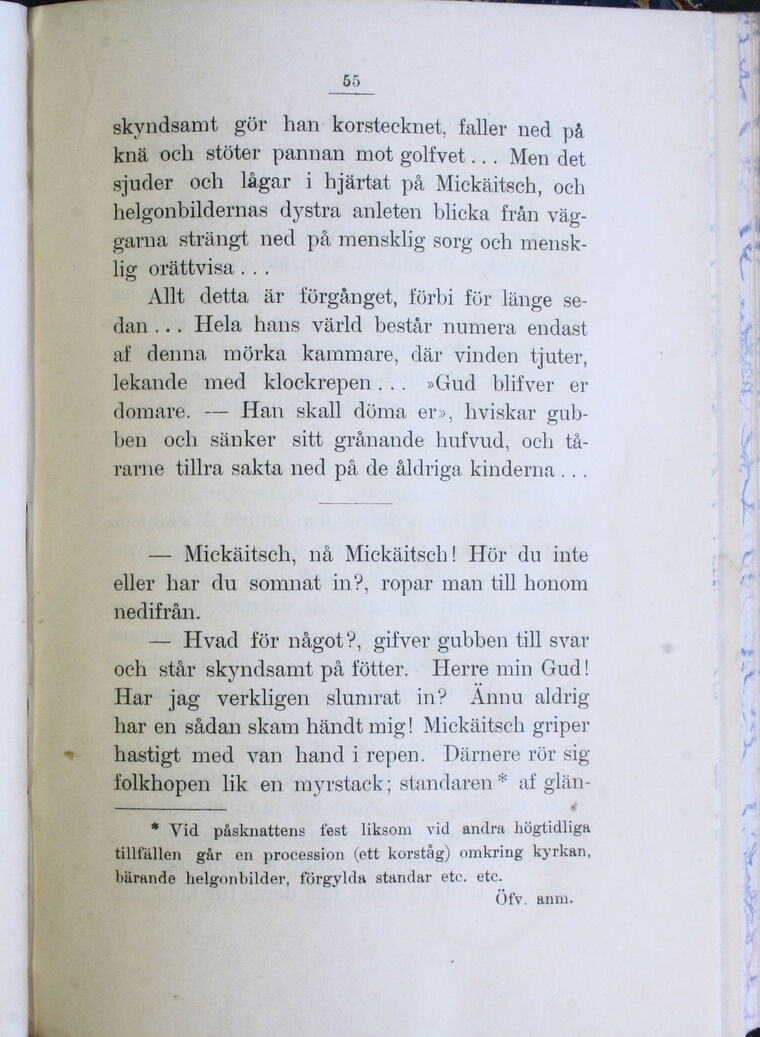 55
skyndsamt gör han korstecknet, faller ned på
knä och stöter pannan mot golfvet... Men det
sjuder och lågar i hjärtat på Mickäitsch, och
helgonbildernas dystra anleten blicka från väg-
garna strängt ned på mensklig sorg och mensk-
lig orättvisa...
Allt detta är förgånget, förbi för länge se-
dan... Hela hans värld består numera endast
af denna mörka kammare, där vinden tjuter,
lekande med klockrepen... »Gud blifver er
domare. — Han skall döma er», hviskar gub-
ben och sänker sitt grånande hufvud, och tå-
rarne tillra sakta ned på de åldriga kinderna...
— Mickäitsch, nå Mickäitsch! Hör du inte
eller har du somnat in?, ropar man till honom
nedifrån.
— Hvad för något?, gifver gubben till svar
och står skyndsamt på fötter. Herre min Gud!
Har jag verkligen slumrat in? Ännu aldrig
har en sådan skam händt mig! Mickäitsch griper
hastigt med van hand i repen. Därnere rör sig
folkhopen lik en myrstack; standaren * af glän-
* Vid påsknattens fest liksom vid andra högtidliga
tillfällen går en procession (ett korståg) omkring kyrkan,
bärande helgonbilder, förgylda standar etc. etc.
Öfv. anm.